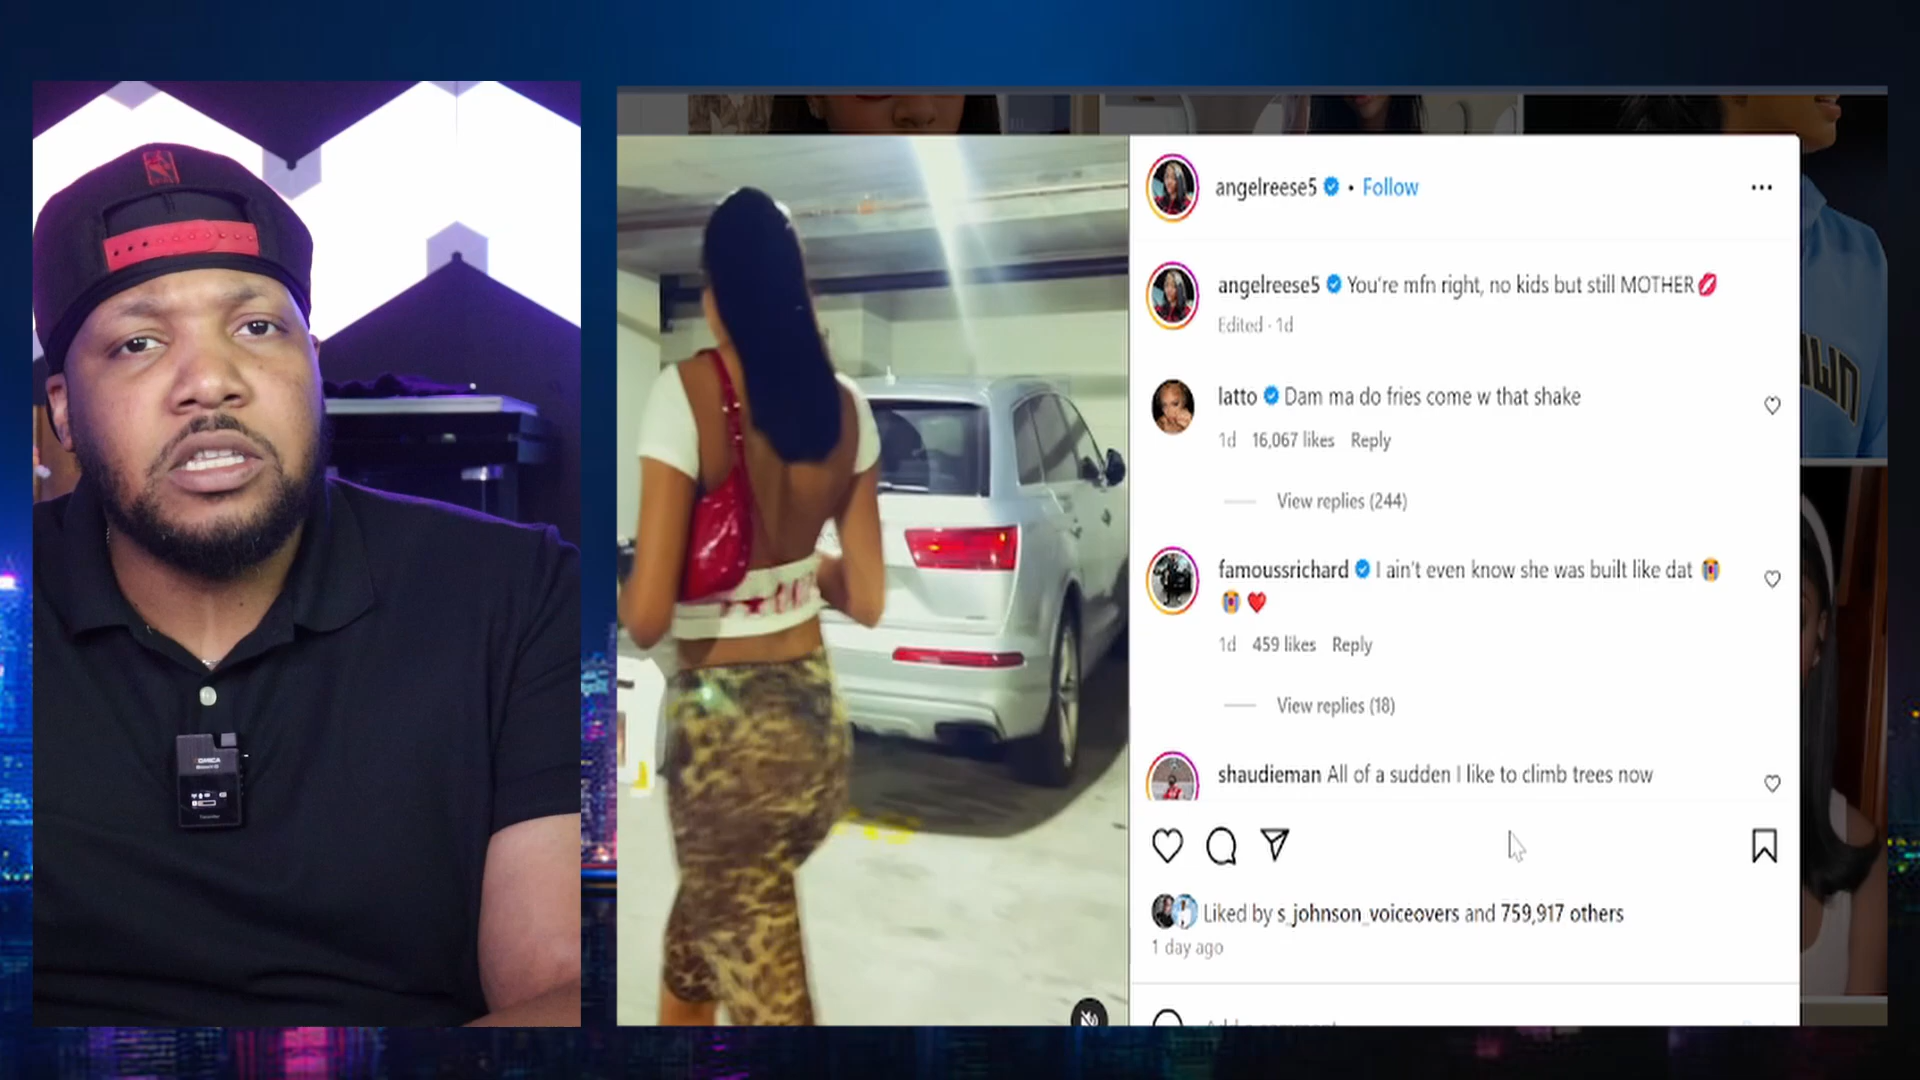 angelreese5 • Follow
angelreese5 You're mfn right, no kids but still MOTHER💋
Edited · 1d
latto Dam ma do fries come w that shake
1d 16,067 likes Reply
View replies (244)
famoussrichard I ain't even know she was built like dat 😭
😭 ❤️
1d 459 likes Reply
View replies (18)
shaudieman All of a sudden I like to climb trees now
Liked by s_johnson_voiceovers and 759,917 others
1 day ago